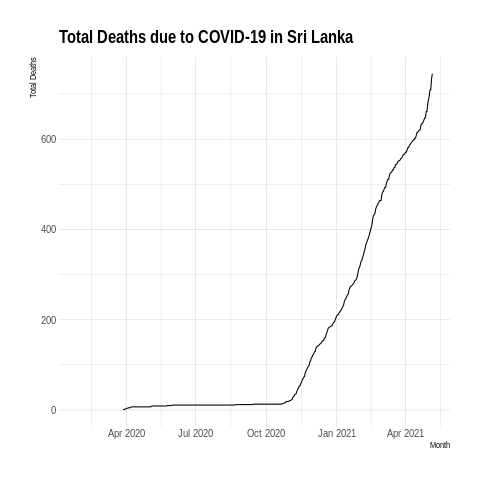 Total Deaths due to COVID-19 in Sri Lanka
Total Deaths
600
400
200
0
Apr 2020 Jul 2020 Oct 2020 Jan 2021 Apr 2021
Month